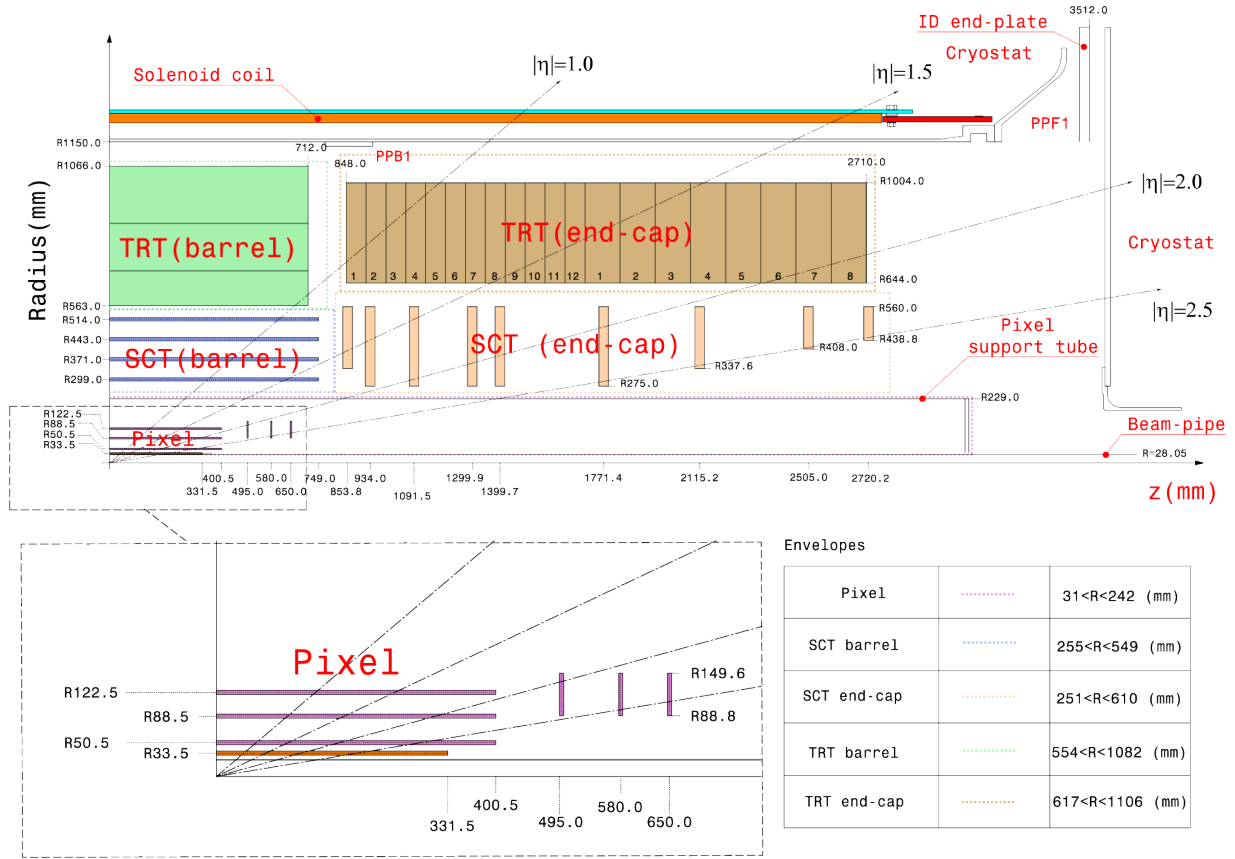 3512.0
ID end-plate
Cryostat
|η|=1.0
|η|=1.5
Solenoid coil
PPF1
R1150.0
712.0
PPB1
R1066.0
848.0
2710.0
R1004.0
|η|=2.0
Radius(mm)
TRT(barrel)
TRT(end-cap)
Cryostat
1 2 3 4 5 6 7 8 9 10 11 12 1 2 3 4 5 6 7 8
R644.0
R563.0
R560.0
|η|=2.5
R514.0
R443.0
SCT(barrel)
SCT (end-cap)
R438.8
R408.0
Pixel
support tube
R371.0
R337.6
R299.0
R275.0
R229.0
R122.5
R88.5
R50.5
R33.5
Pixel
Beam-pipe
R=28.05
400.5 580.0 749.0 934.0 1299.9 1771.4 2115.2 2505.0 2720.2
331.5 495.0 650.0 853.8 1091.5 1399.7
z(mm)
Pixel
R122.5
R149.6
R88.5
R88.8
R50.5
R33.5
400.5 580.0
331.5 495.0 650.0
Envelopes
Pixel 31<R<242 (mm)
SCT barrel 255<R<549 (mm)
SCT end-cap 251<R<610 (mm)
TRT barrel 554<R<1082 (mm)
TRT end-cap 617<R<1106 (mm)